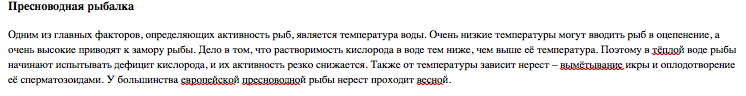 Пресноводная рыбалка
Одним из главных факторов, определяющих активность рыб, является температура воды. Очень низкие температуры могут вводить рыб в оцепенение, а
очень высокие приводят к замору рыбы. Дело в том, что растворимость кислорода в воде тем ниже, чем выше её температура. Поэтому в тёплой воде рыбы
начинают испытывать дефицит кислорода, и их активность резко снижается. Также от температуры зависит нерест – вымётывание икры и оплодотворение
её сперматозоидами. У большинства европейской пресноводной рыбы нерест проходит весной.